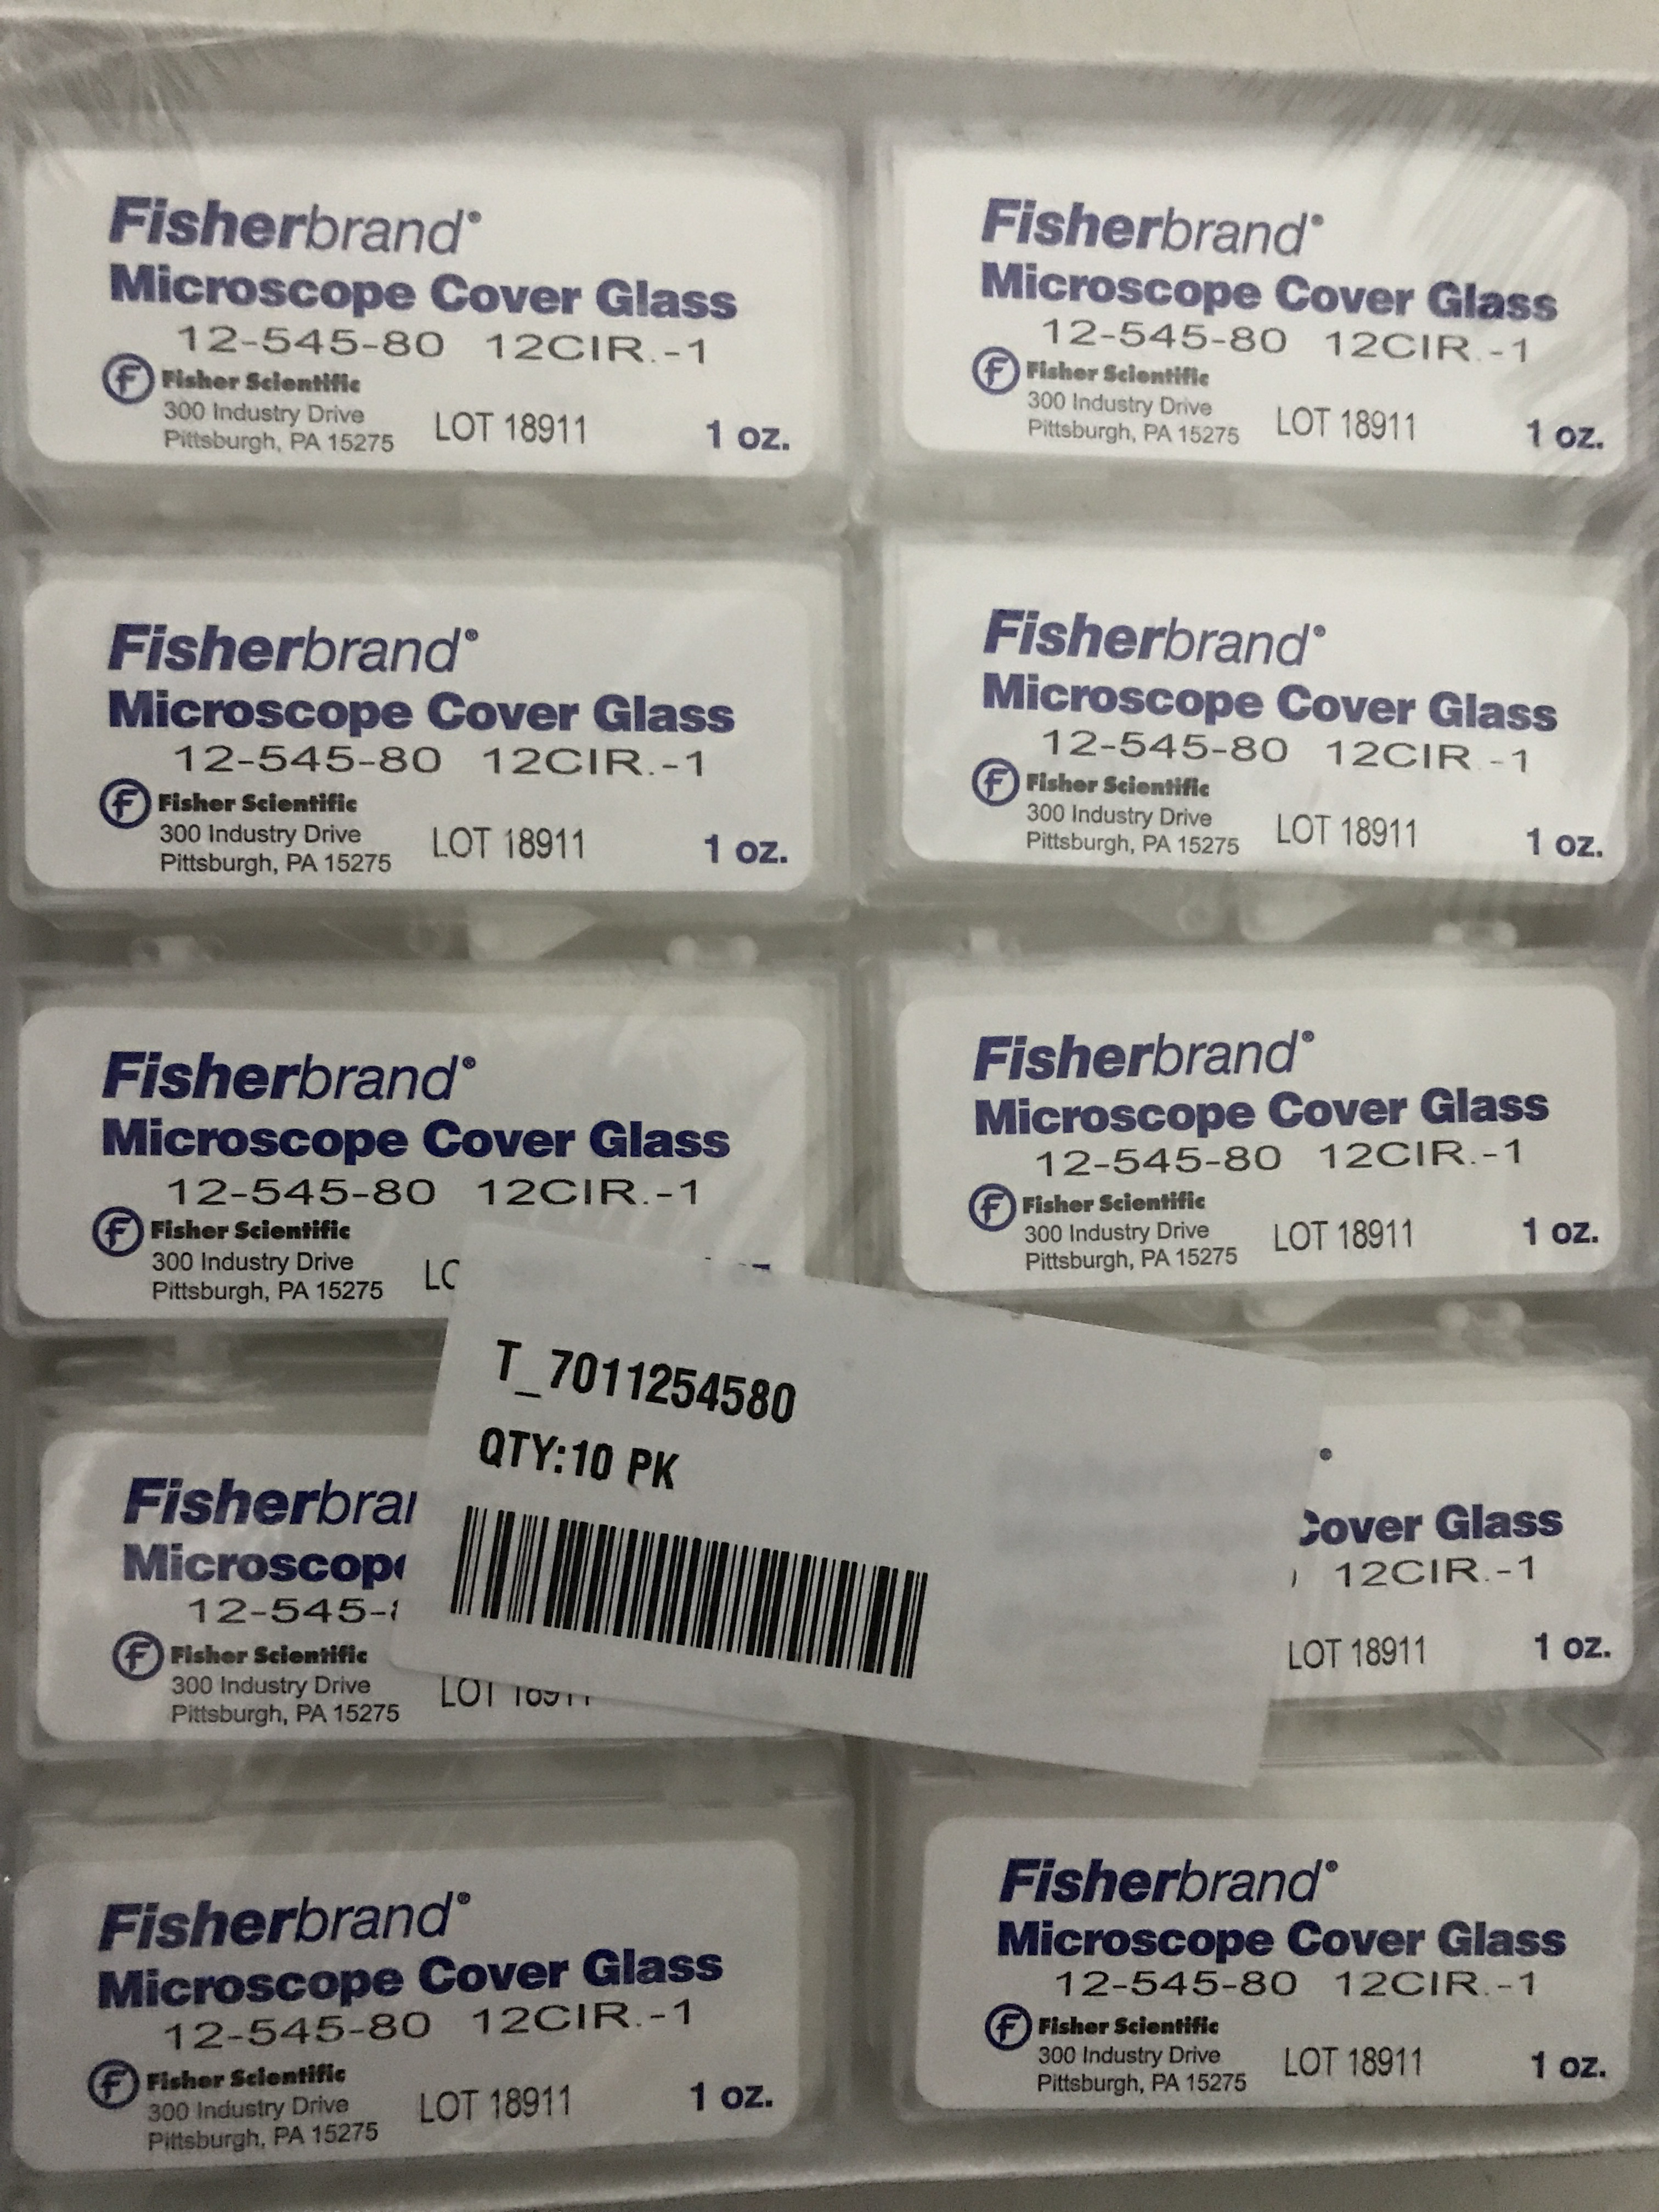 Fisherbrand®
Microscope Cover Glass
12-545-80 12CIR.-1
Fisher Scientific
300 Industry Drive
Pittsburgh, PA 15275
LOT 18911
1 oz.
Fisherbrand®
Microscope Cover Glass
12-545-80 12CIR.-1
Fisher Scientific
300 Industry Drive
Pittsburgh, PA 15275
LOT 18911
1 oz.
Fisherbrand®
Microscope Cover Glass
12-545-80 12CIR.-1
Fisher Scientific
300 Industry Drive
Pittsburgh, PA 15275
LOT 18911
1 oz.
Fisherbrand®
Microscope Cover Glass
12-545-80 12CIR.-1
Fisher Scientific
300 Industry Drive
Pittsburgh, PA 15275
LOT 18911
1 oz.
Fisherbrand®
Microscope Cover Glass
12-545-80 12CIR.-1
Fisher Scientific
300 Industry Drive
Pittsburgh, PA 15275
Fisherbrand®
Microscope Cover Glass
12-545-80 12CIR.-1
Fisher Scientific
300 Industry Drive
Pittsburgh, PA 15275
LOT 18911
1 oz.
T_7011254580
QTY:10 PK
Fisher Scientific
300 Industry Drive
Pittsburgh, PA 15275
LOT 18911
Cover Glass
12CIR.-1
LOT 18911
1 oz.
Fisherbrand®
Microscope Cover Glass
12-545-80 12CIR.-1
Fisher Scientific
300 Industry Drive
Pittsburgh, PA 15275
LOT 18911
1 oz.
Fisherbrand®
Microscope Cover Glass
12-545-80 12CIR.-1
Fisher Scientific
300 Industry Drive
Pittsburgh, PA 15275
LOT 18911
1 oz.